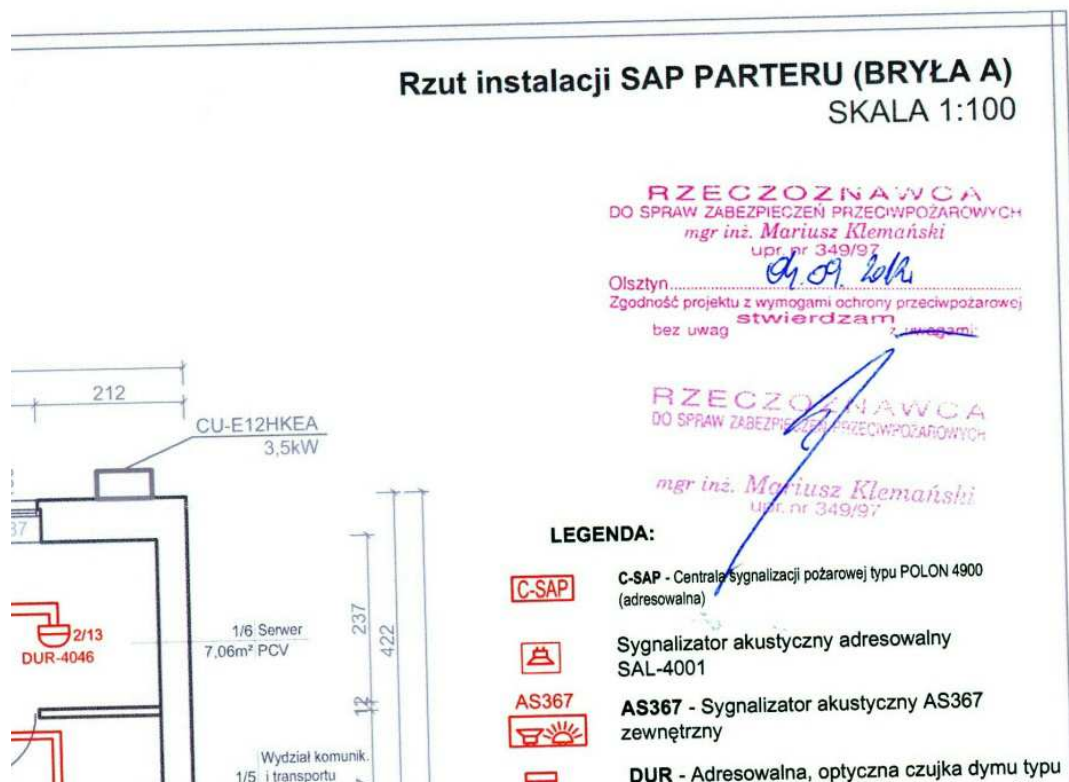 Rzut instalacji SAP PARTERU (BRYŁA A)
SKALA 1:100
RZECZOZNAWCA
DO SPRAW ZABEZPIECZEŃ PRZECIWPOŻAROWYCH
mgr inż. Mariusz Klemański
upr. nr 349/97
Olsztyn 04.09.2012
Zgodność projektu z wymogami ochrony przeciwpożarowej
stwierdzam
bez uwag z uwagami:
RZECZOZNAWCA
DO SPRAW ZABEZPIECZEŃ PRZECIWPOŻAROWYCH
mgr inż. Mariusz Klemański
upr. nr 349/97
212
CU-E12HKEA
3,5kW
37
2/13
DUR-4046
1/6 Serwer
7,06m² PCV
237
422
12
Wydział komunik.
1/5 i transportu
LEGENDA:
C-SAP
C-SAP - Centrala sygnalizacji pożarowej typu POLON 4900
(adresowalna)
Sygnalizator akustyczny adresowalny
SAL-4001
AS367
AS367 - Sygnalizator akustyczny AS367
zewnętrzny
DUR - Adresowalna, optyczna czujka dymu typu